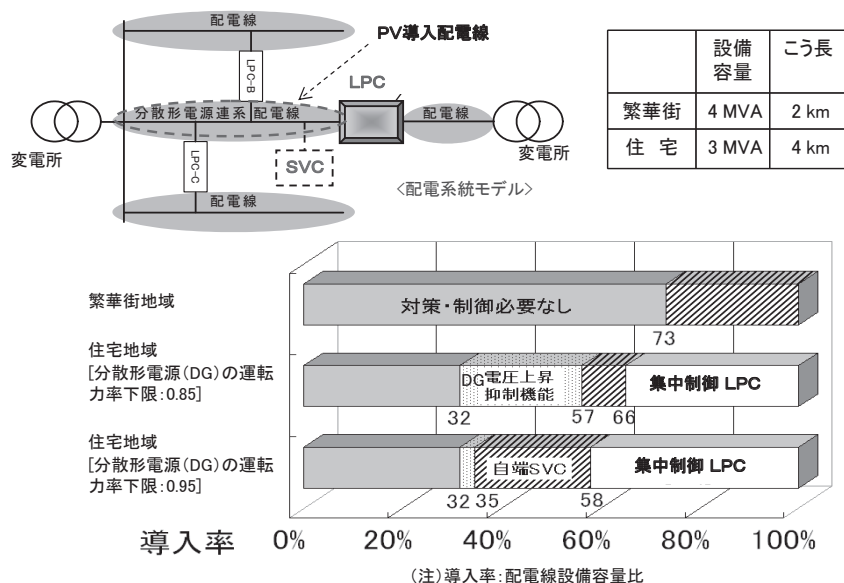 配電線
PV導入配電線
LPC
LPC-B
分散形電源連系 配電線
配電線
変電所
変電所
LPC-C
SVC
配電線
<配電系統モデル>
設備容量 こう長
繁華街 4 MVA 2 km
住 宅 3 MVA 4 km
繁華街地域
対策・制御必要なし
73
住宅地域
[分散形電源(DG)の運転
力率下限:0.85]
DG電圧上昇
抑制機能
集中制御 LPC
32 57 66
住宅地域
[分散形電源(DG)の運転
力率下限:0.95]
自端SVC
集中制御 LPC
32 35 58
導入率 0% 20% 40% 60% 80% 100%
(注)導入率:配電線設備容量比